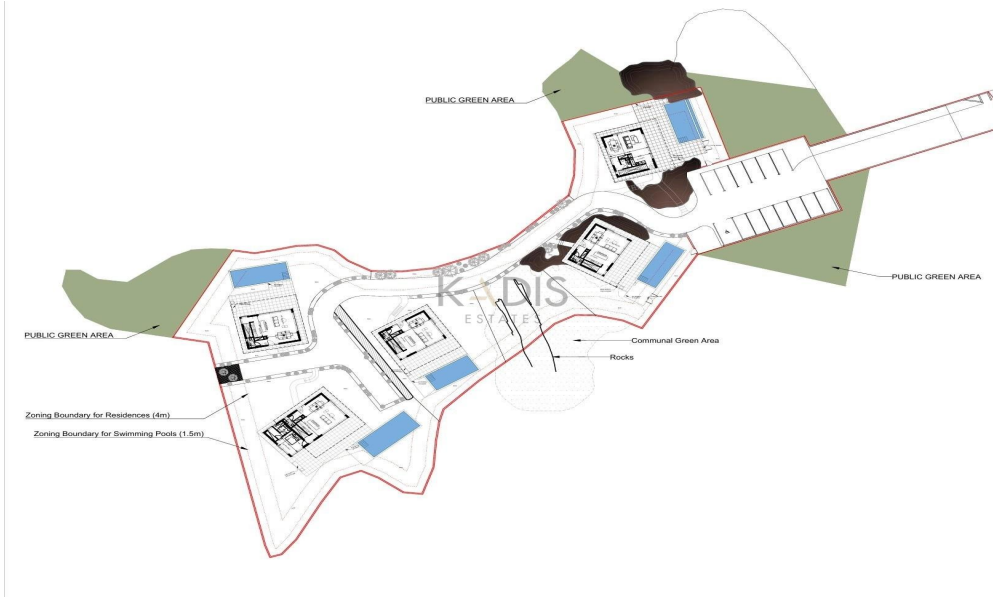 PUBLIC GREEN AREA
PUBLIC GREEN AREA
KADIS
ESTATES
PUBLIC GREEN AREA
Communal Green Area
Rocks
Zoning Boundary for Residences (4m)
Zoning Boundary for Swimming Pools (1.5m)